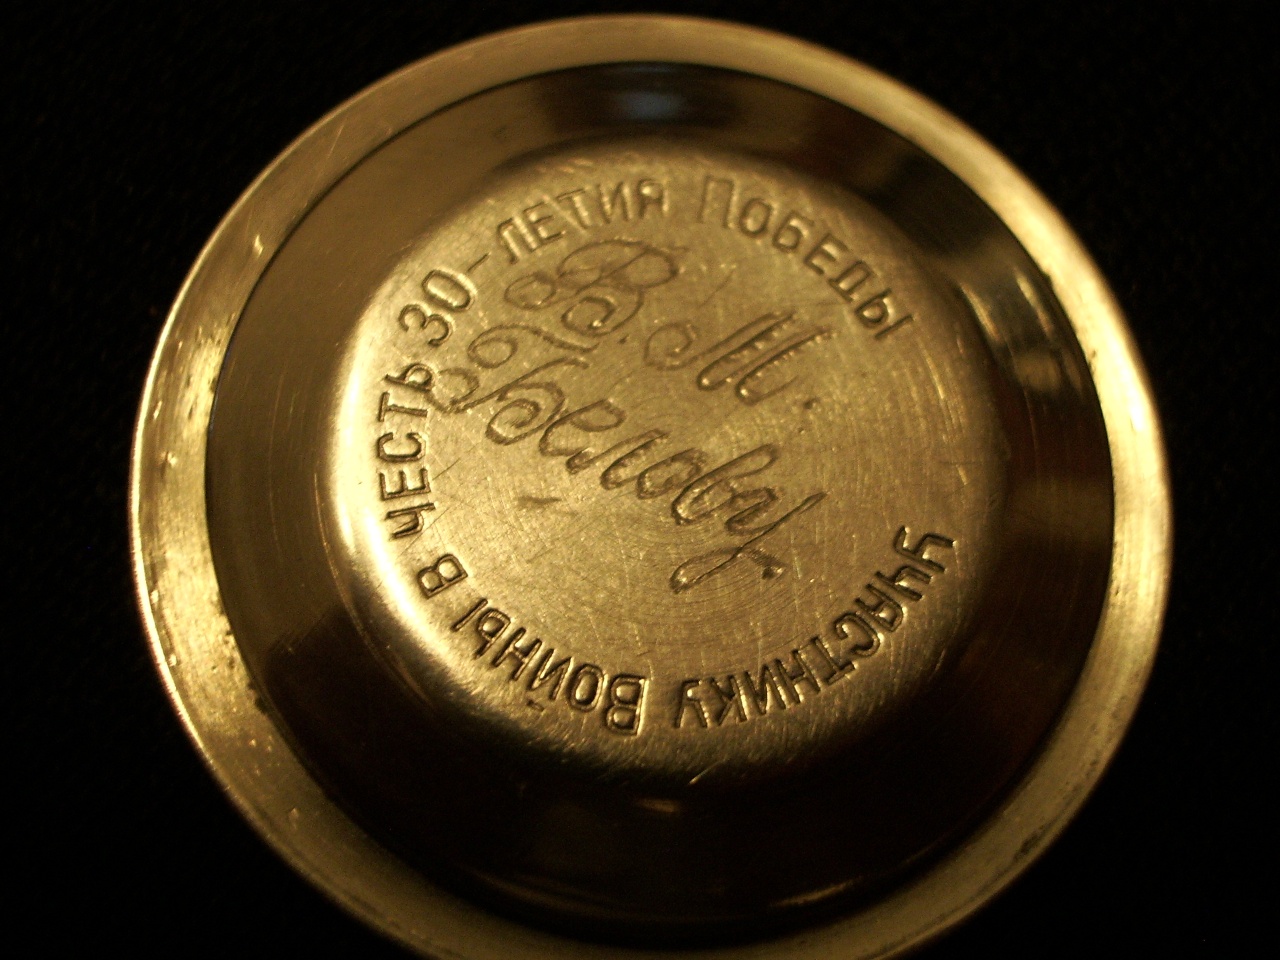 УЧАСТНИКУ ВОЙНЫ В ЧЕСТЬ 30-ЛЕТИЯ ПОБЕДЫ
В. М.
Белову